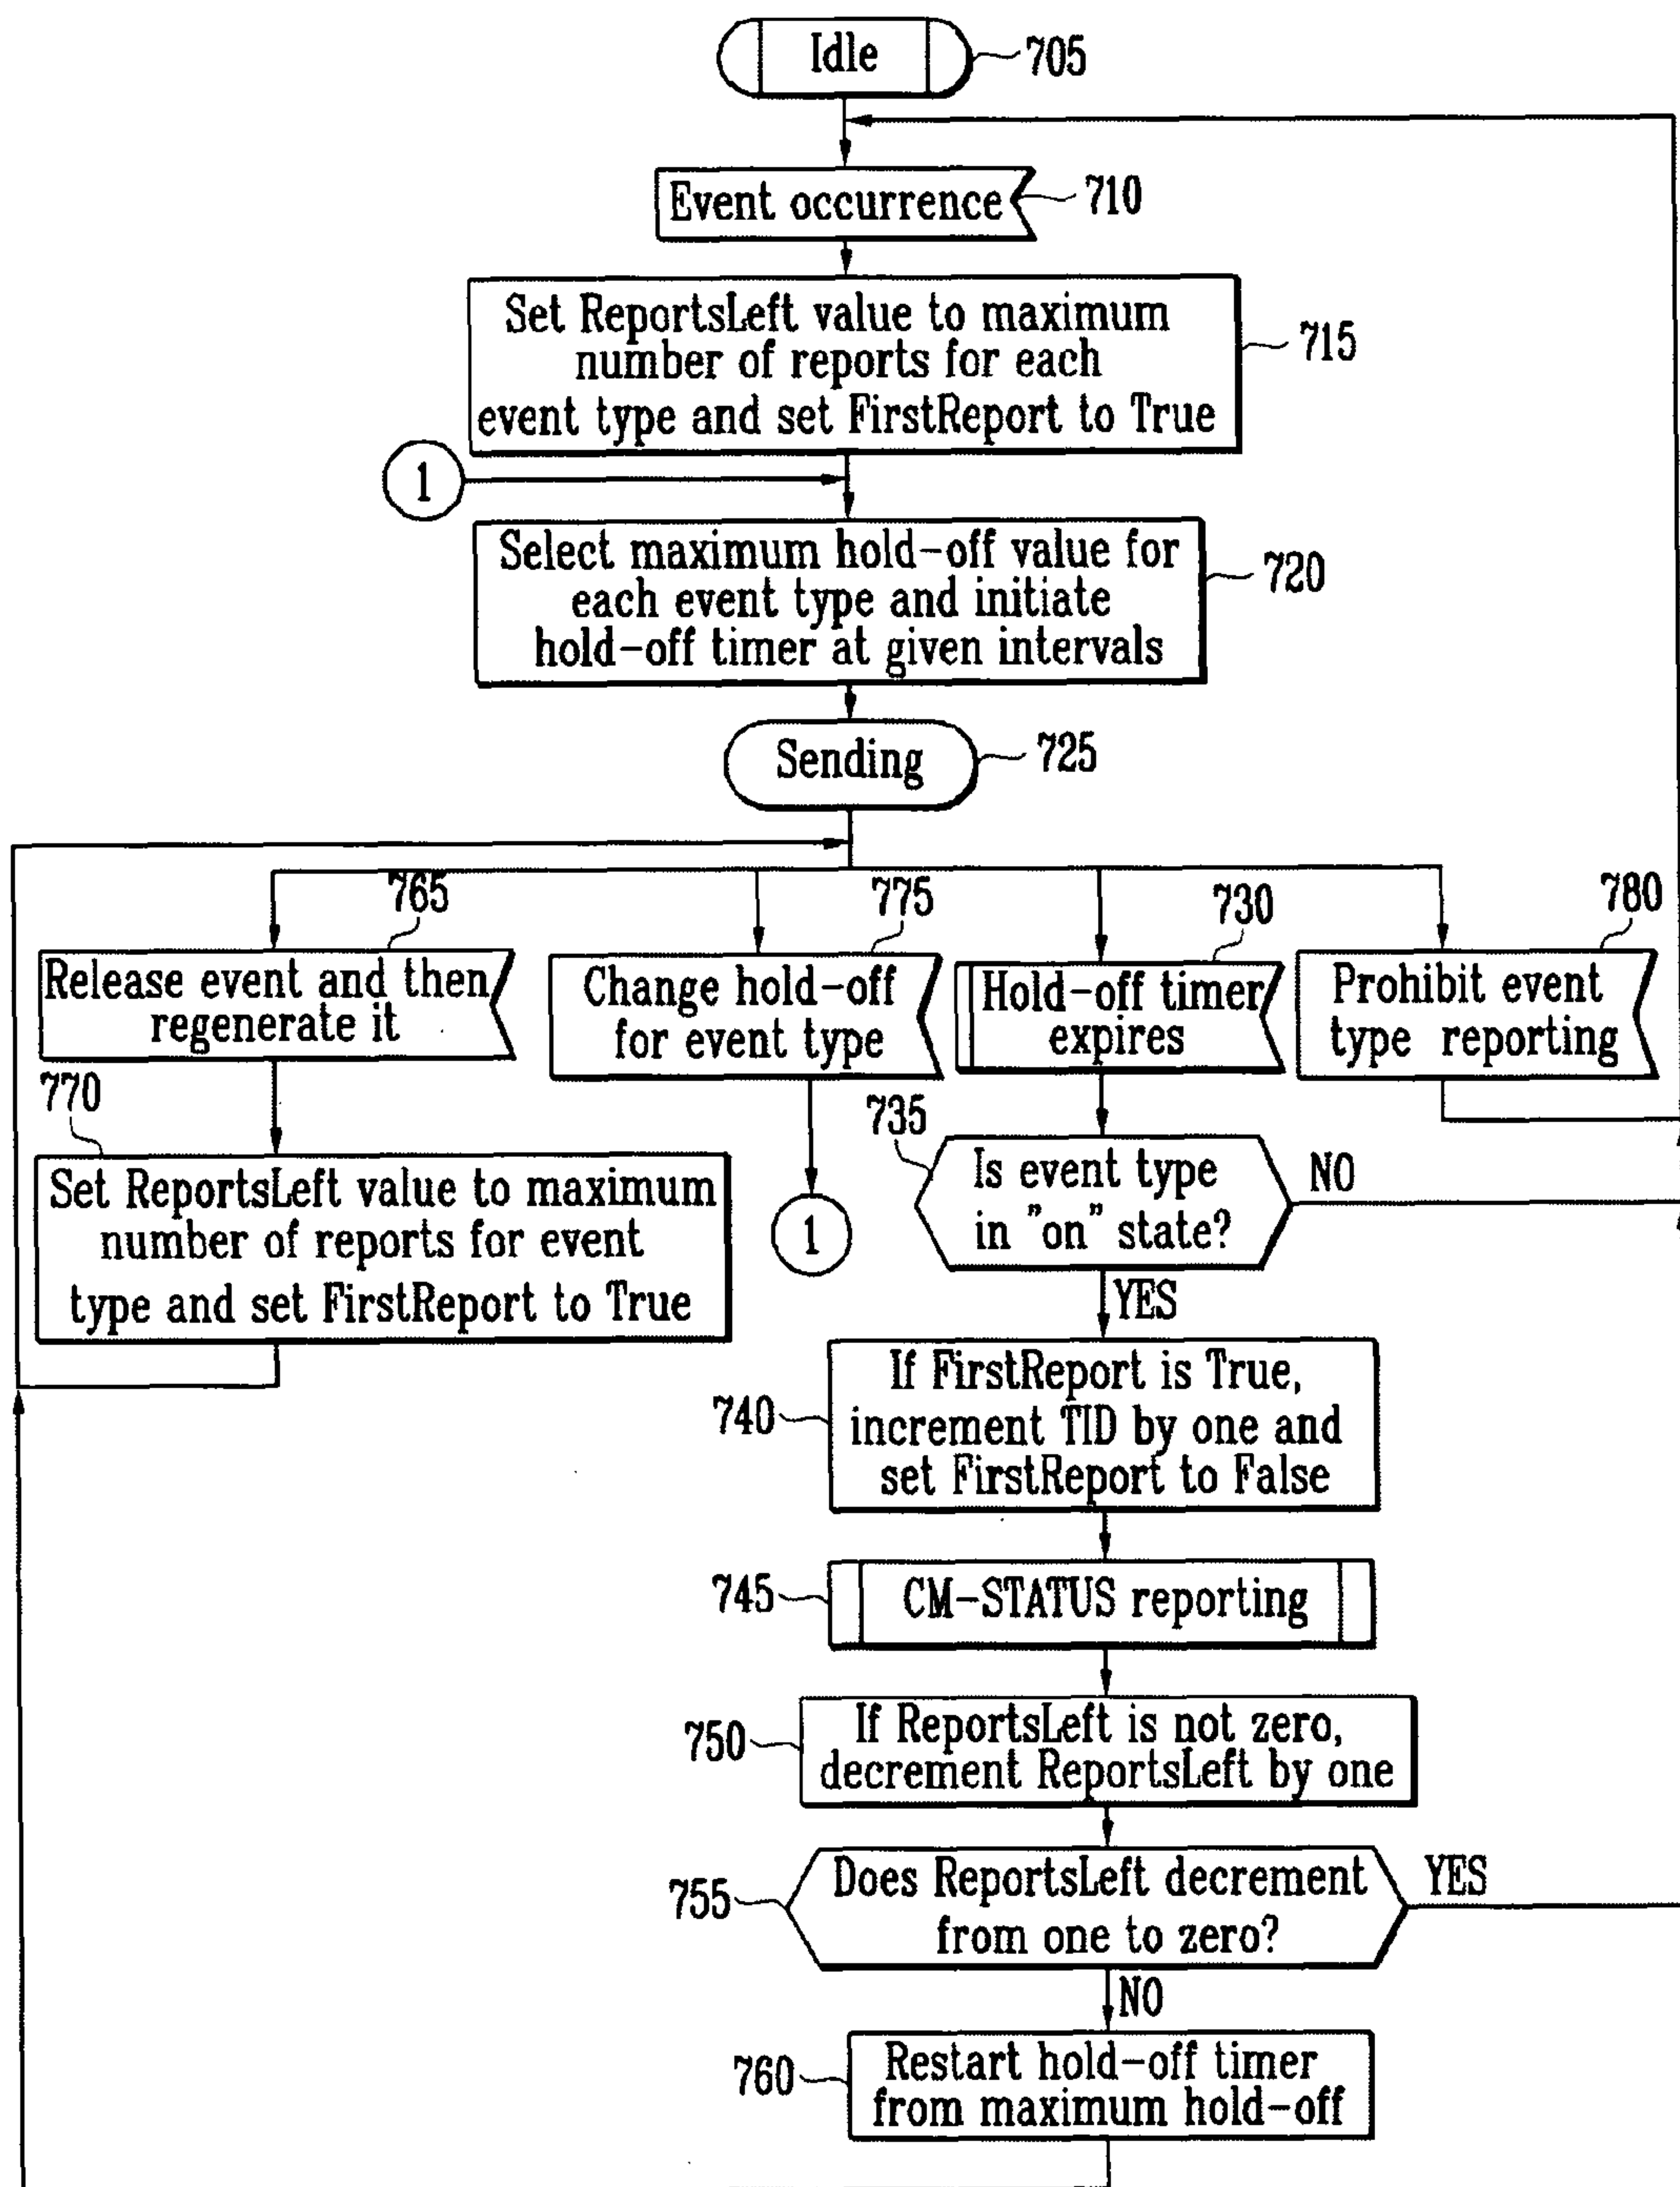 Idle
705
Event occurrence
710
Set ReportsLeft value to maximum
number of reports for each
event type and set FirstReport to True
715
1
Select maximum hold-off value for
each event type and initiate
hold-off timer at given intervals
720
Sending
725
765
775
730
780
Release event and then
regenerate it
Change hold-off
for event type
Hold-off timer
expires
Prohibit event
type reporting
770
735
Set ReportsLeft value to maximum
number of reports for event
type and set FirstReport to True
1
Is event type
in "on" state?
NO
YES
740
If FirstReport is True,
increment TID by one and
set FirstReport to False
745
CM-STATUS reporting
750
If ReportsLeft is not zero,
decrement ReportsLeft by one
755
Does ReportsLeft decrement
from one to zero?
YES
NO
760
Restart hold-off timer
from maximum hold-off